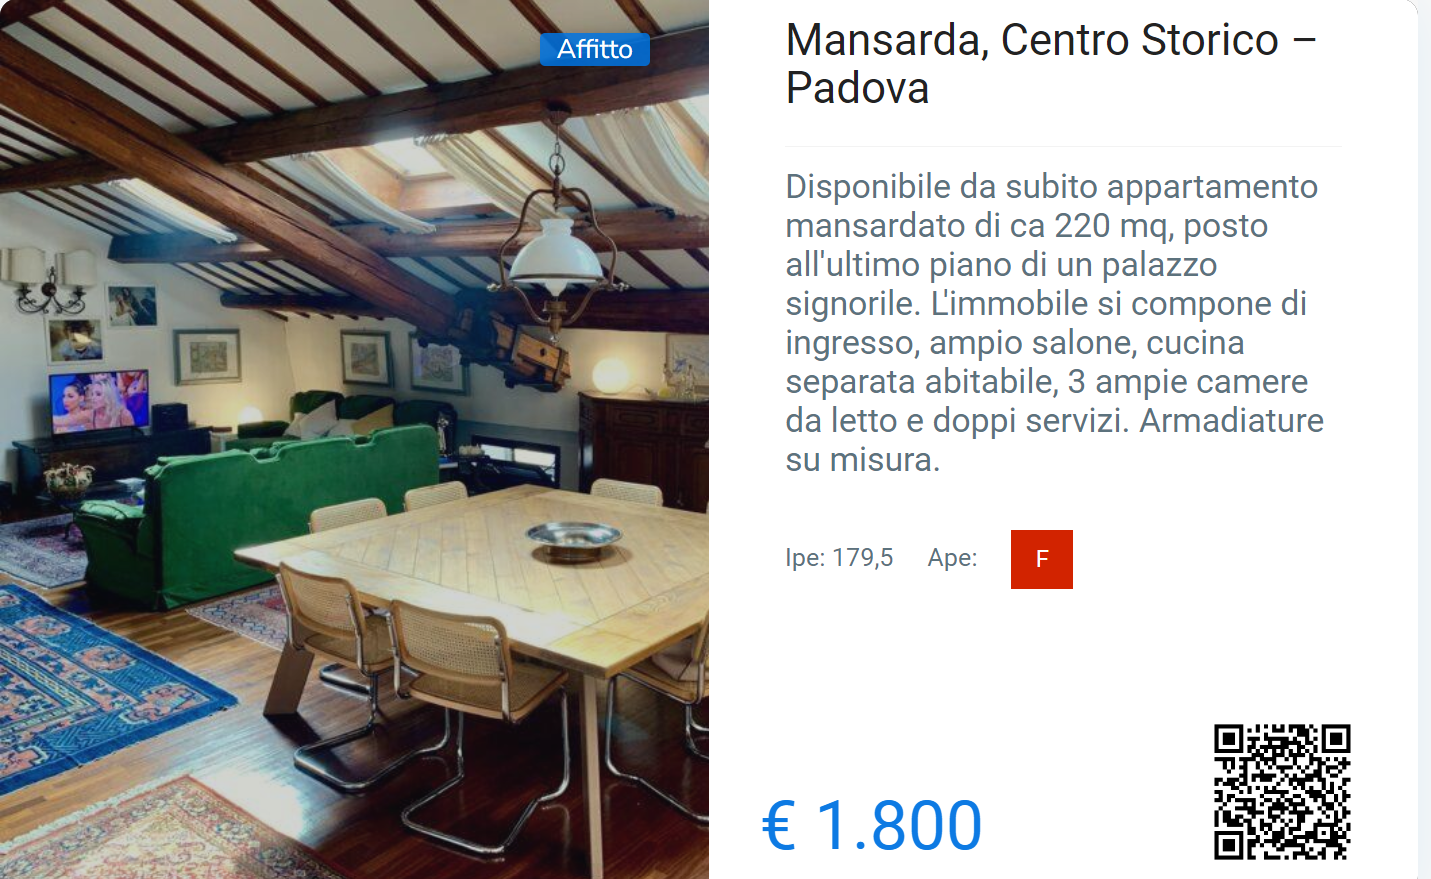 Affitto
Mansarda, Centro Storico –
Padova
Disponibile da subito appartamento
mansardato di ca 220 mq, posto
all'ultimo piano di un palazzo
signorile. L'immobile si compone di
ingresso, ampio salone, cucina
separata abitabile, 3 ampie camere
da letto e doppi servizi. Armadiature
su misura.
Ipe: 179,5 Ape: F
€ 1.800